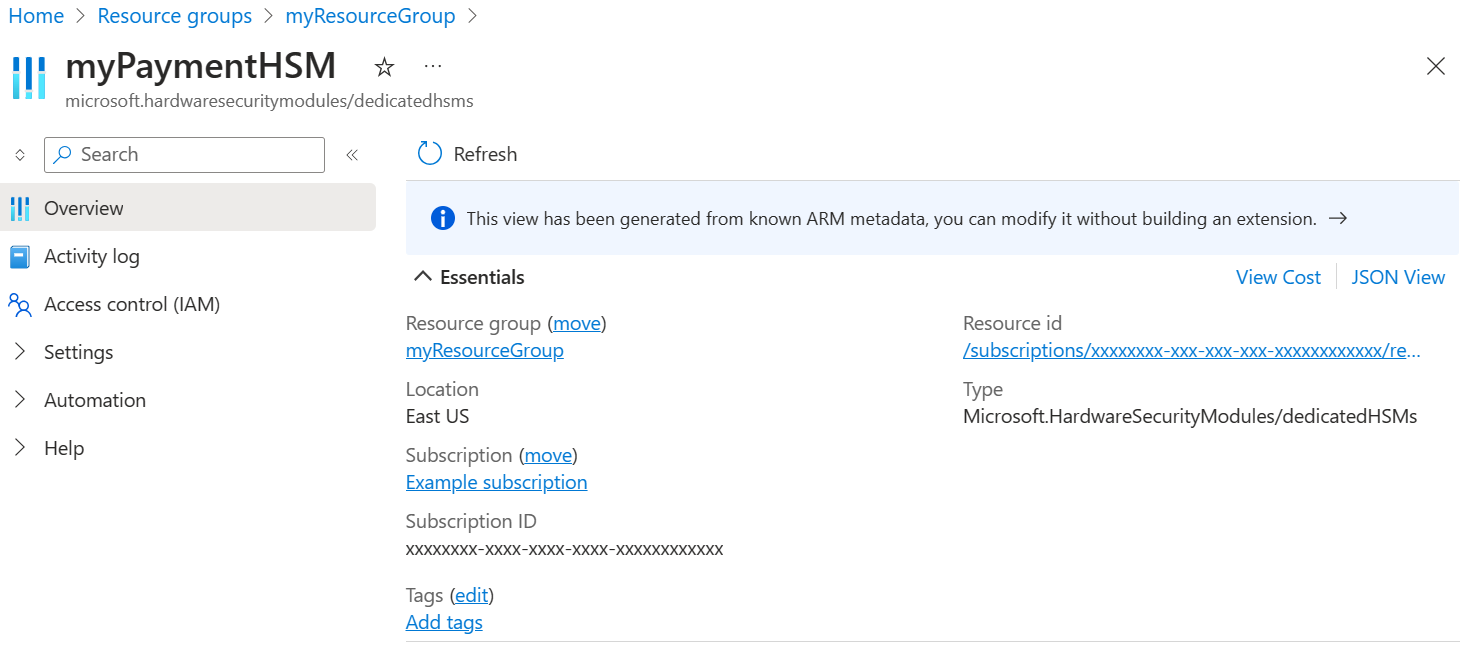 Home > Resource groups > myResourceGroup >
myPaymentHSM ...
microsoft.hardwaresecuritymodules/dedicatedhsms
Search «
Refresh
Overview
This view has been generated from known ARM metadata, you can modify it without building an extension. →
Activity log
Essentials
View Cost
JSON View
Access control (IAM)
Settings
Automation
Help
Resource group (move)
myResourceGroup
Location
East US
Subscription (move)
Example subscription
Subscription ID
xxxxxxxx-xxxx-xxxx-xxxx-xxxxxxxxxxxx
Tags (edit)
Add tags
Resource id
/subscriptions/xxxxxxxx-xxx-xxx-xxx-xxxxxxxxxxxx/re...
Type
Microsoft.HardwareSecurityModules/dedicatedHSMs